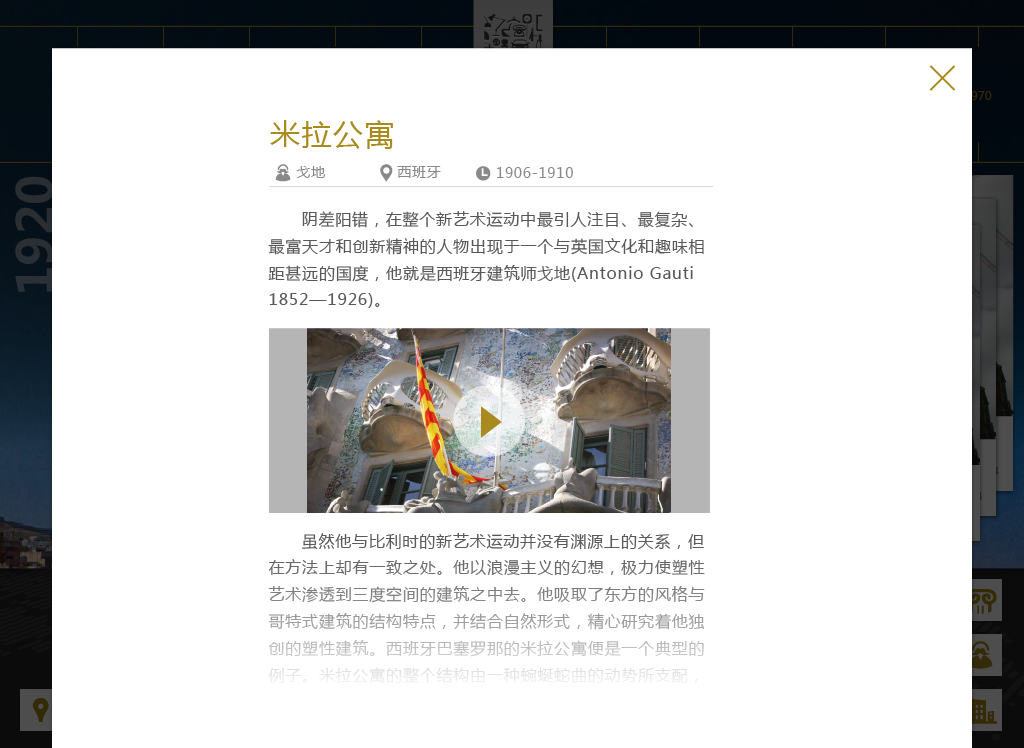 米拉公寓
戈地 西班牙 1906-1910
阴差阳错，在整个新艺术运动中最引人注目、最复杂、
最富天才和创新精神的人物出现于一个与英国文化和趣味相
距甚远的国度，他就是西班牙建筑师戈地(Antonio Gauti
1852—1926)。
虽然他与比利时的新艺术运动并没有渊源上的关系，但
在方法上却有一致之处。他以浪漫主义的幻想，极力使塑性
艺术渗透到三度空间的建筑之中去。他吸取了东方的风格与
哥特式建筑的结构特点，并结合自然形式，精心研究着他独
创的塑性建筑。西班牙巴塞罗那的米拉公寓便是一个典型的
例子。米拉公寓的整个结构由一种蜿蜒蛇曲的动势所支配，
1920